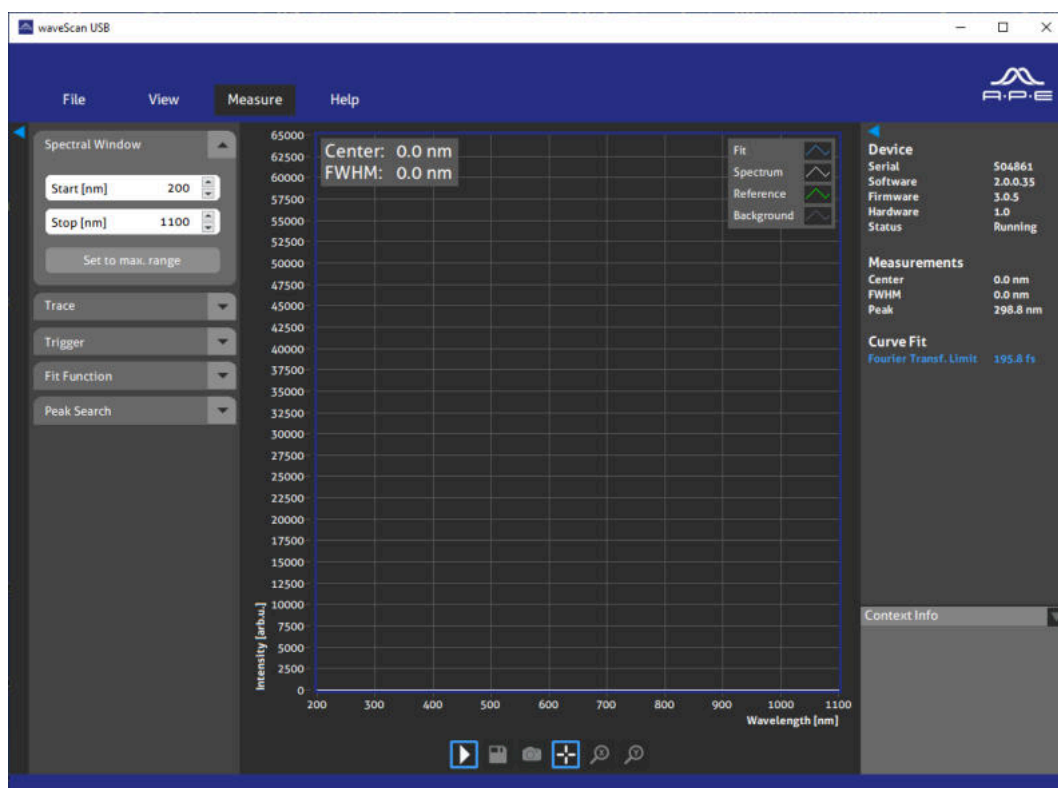 waveScan USB
A·P·E
File View Measure Help
Spectral Window
Start [nm] 200
Stop [nm] 1100
Set to max. range
Trace
Trigger
Fit Function
Peak Search
65000
62500
60000
57500
55000
52500
50000
47500
45000
42500
40000
37500
35000
32500
30000
27500
25000
22500
20000
17500
15000
12500
10000
7500
5000
2500
0
Intensity [arb.u.]
Center: 0.0 nm
FWHM: 0.0 nm
Fit
Spectrum
Reference
Background
200 300 400 500 600 700 800 900 1000 1100
Wavelength [nm]
X Y
Device
Serial S04861
Software 2.0.0.35
Firmware 3.0.5
Hardware 1.0
Status Running
Measurements
Center 0.0 nm
FWHM 0.0 nm
Peak 298.8 nm
Curve Fit
Fourier Transf. Limit 195.8 fs
Context Info